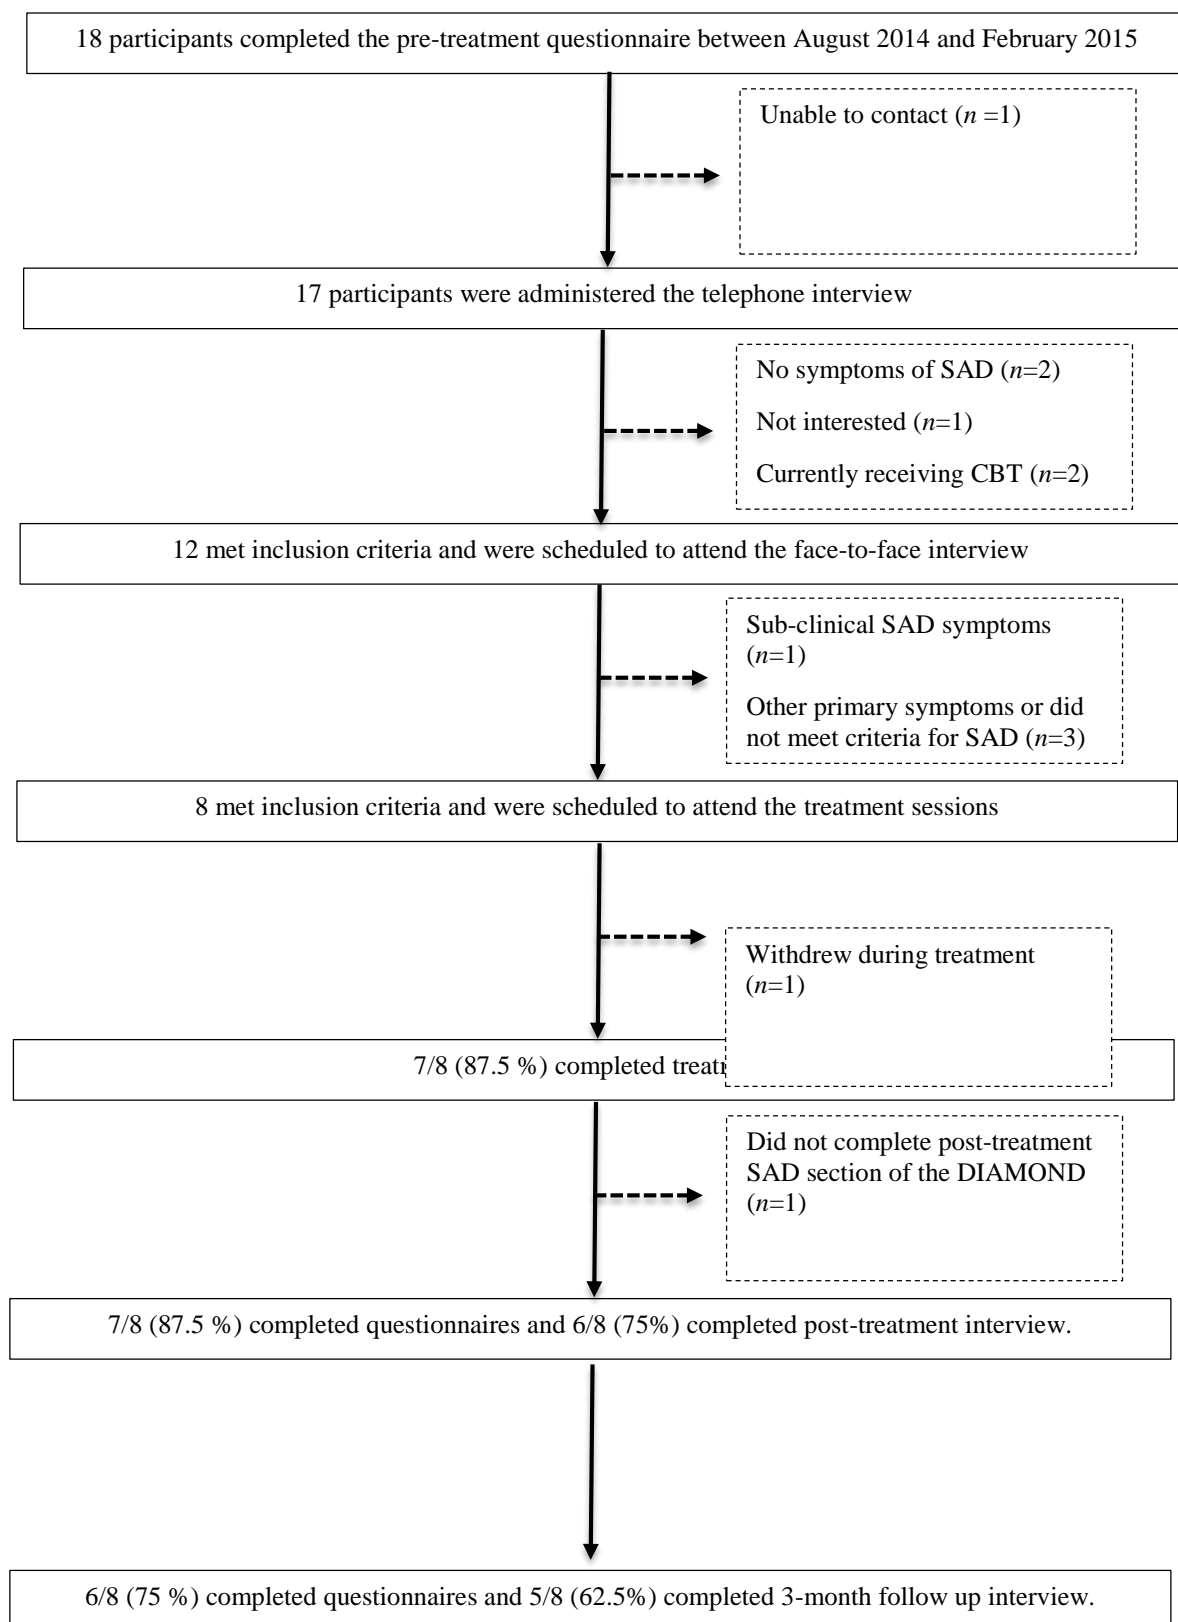 18 participants completed the pre-treatment questionnaire between August 2014 and February 2015
Unable to contact (n =1)
17 participants were administered the telephone interview
No symptoms of SAD (n=2)
Not interested (n=1)
Currently receiving CBT (n=2)
12 met inclusion criteria and were scheduled to attend the face-to-face interview
Sub-clinical SAD symptoms
(n=1)
Other primary symptoms or did
not meet criteria for SAD (n=3)
8 met inclusion criteria and were scheduled to attend the treatment sessions
Withdrew during treatment
(n=1)
7/8 (87.5 %) completed
Did not complete post-treatment
SAD section of the DIAMOND
(n=1)
7/8 (87.5 %) completed questionnaires and 6/8 (75%) completed post-treatment interview.
6/8 (75 %) completed questionnaires and 5/8 (62.5%) completed 3-month follow up interview.